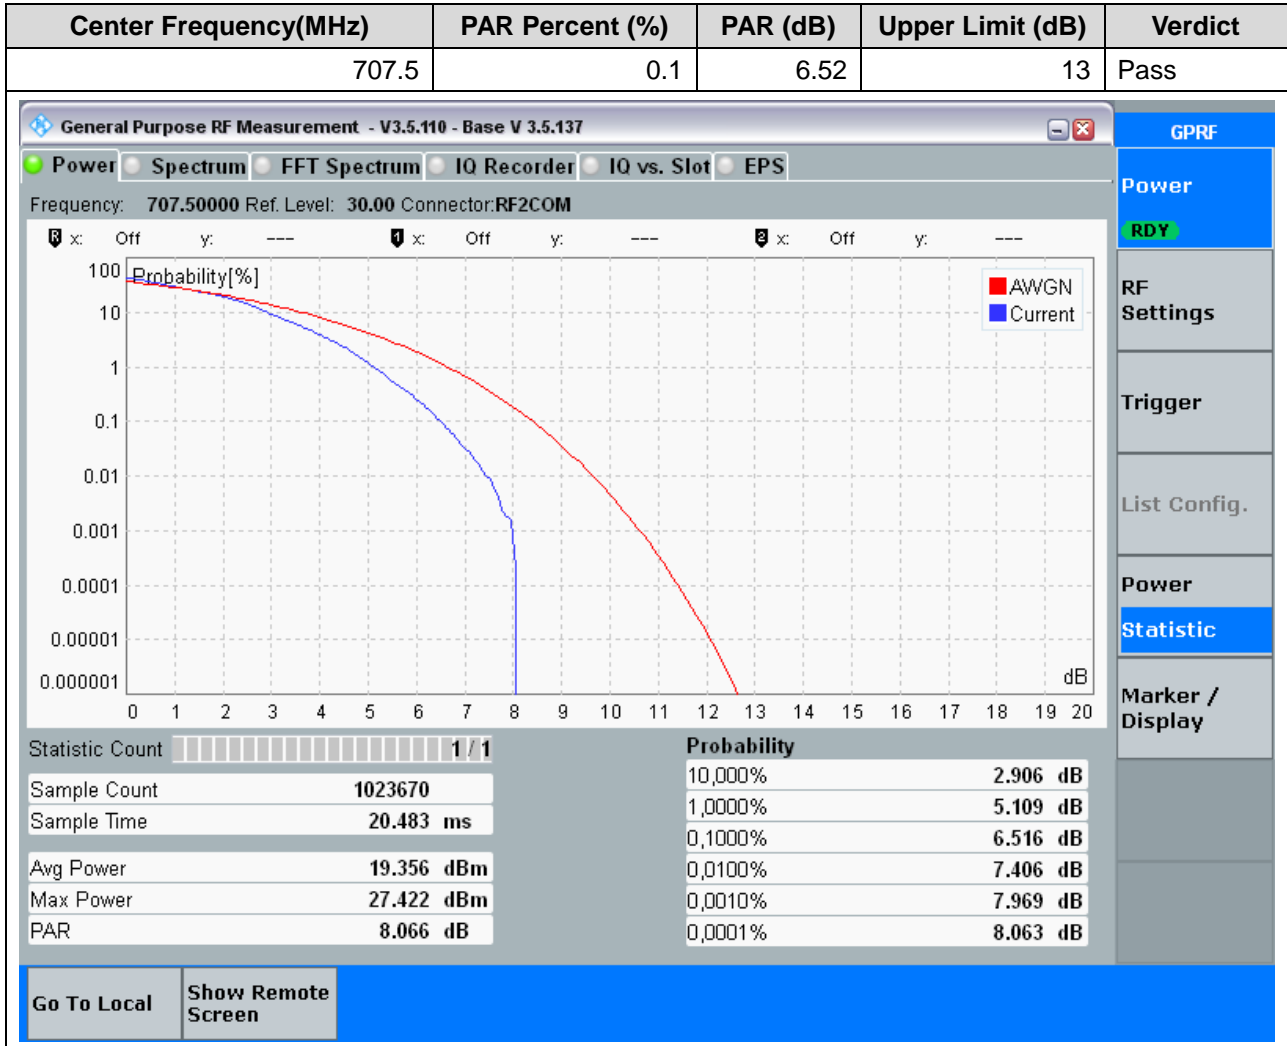 Center Frequency(MHz) PAR Percent (%) PAR (dB) Upper Limit (dB) Verdict
707.5 0.1 6.52 13 Pass
General Purpose RF Measurement - V3.5.110 - Base V 3.5.137
GPRF
Power Spectrum FFT Spectrum IQ Recorder IQ vs. Slot EPS
Power
RDY
Frequency: 707.50000 Ref. Level: 30.00 Connector:RF2COM
R x: Off y: --- 1 x: Off y: --- 2 x: Off y: ---
100 Probability[%]
AWGN
Current
RF
Settings
10
1
Trigger
0.1
0.01
List Config.
0.001
0.0001
Power
0.00001
Statistic
0.000001
dB
Marker /
Display
0 1 2 3 4 5 6 7 8 9 10 11 12 13 14 15 16 17 18 19 20
Statistic Count 1 / 1
Probability
Sample Count 1023670
Sample Time 20.483 ms
Avg Power 19.356 dBm
Max Power 27.422 dBm
PAR 8.066 dB
10,000% 2.906 dB
1,0000% 5.109 dB
0,1000% 6.516 dB
0,0100% 7.406 dB
0,0010% 7.969 dB
0,0001% 8.063 dB
Go To Local
Show Remote
Screen